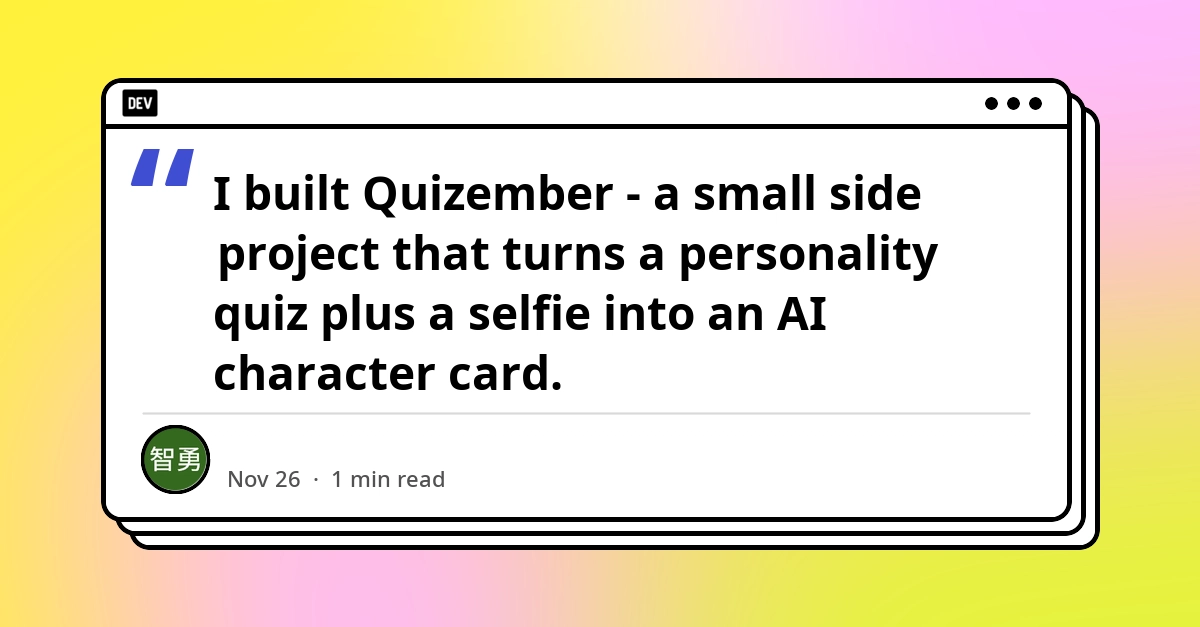 DEV
“ I built Quizember - a small side
project that turns a personality
quiz plus a selfie into an AI
character card.
智勇
Nov 26 · 1 min read